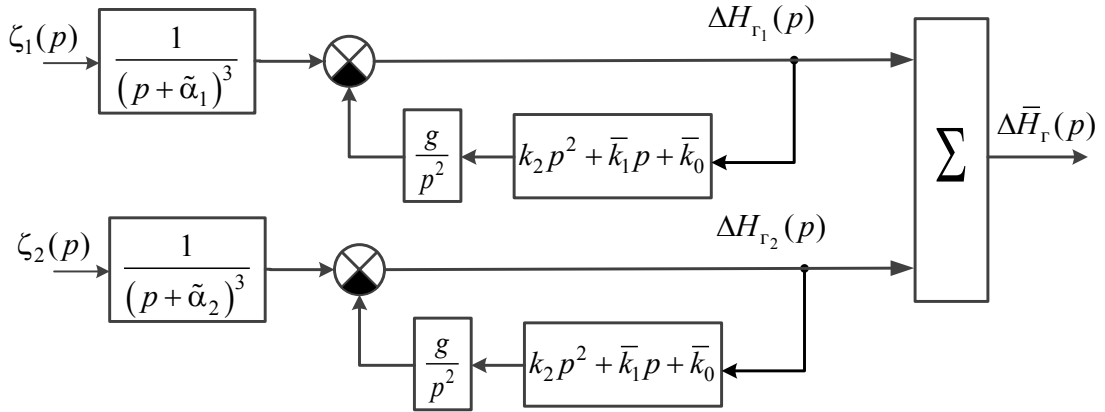 ζ₁(p)
1/(p + α̃₁)³
ΔH_г₁(p)
g/p²
k₂p² + k̄₁p + k̄₀
Σ
ΔH̄_г(p)
ζ₂(p)
1/(p + α̃₂)³
ΔH_г₂(p)
g/p²
k₂p² + k̄₁p + k̄₀